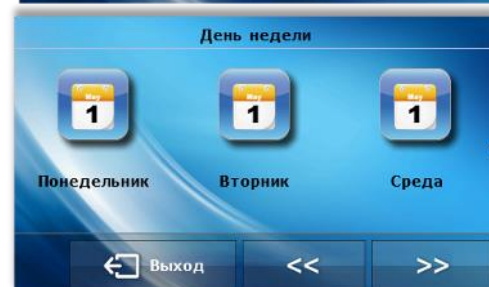 День недели
May May May
1 1 1
Понедельник Вторник Среда
Выход << >>